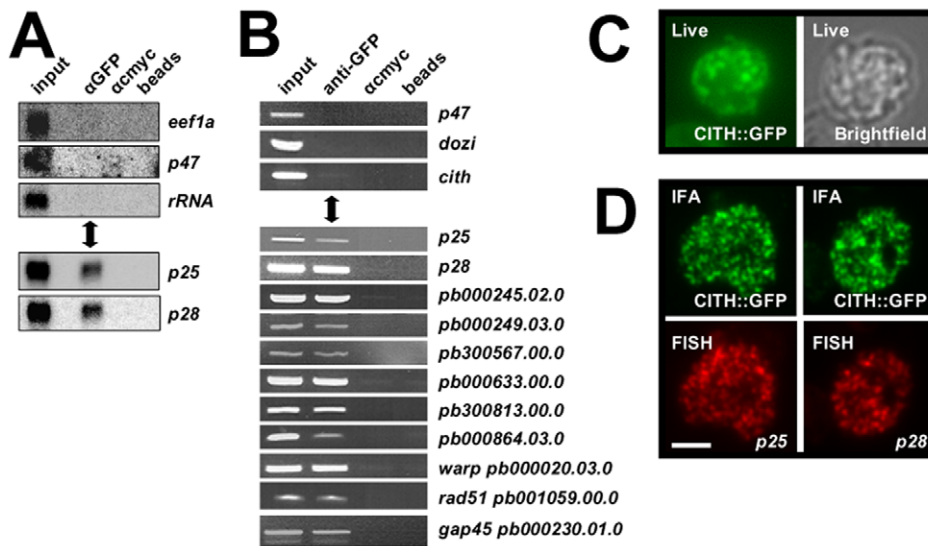 A
input
αGFP
αcmyc
beads
eef1a
p47
rRNA
p25
p28
B
input
anti-GFP
αcmyc
beads
p47
dozi
cith
p25
p28
pb000245.02.0
pb000249.03.0
pb300567.00.0
pb000633.00.0
pb300813.00.0
pb000864.03.0
warp pb000020.03.0
rad51 pb001059.00.0
gap45 pb000230.01.0
C
Live
CITH::GFP
Live
Brightfield
D
IFA
CITH::GFP
IFA
CITH::GFP
FISH
p25
FISH
p28